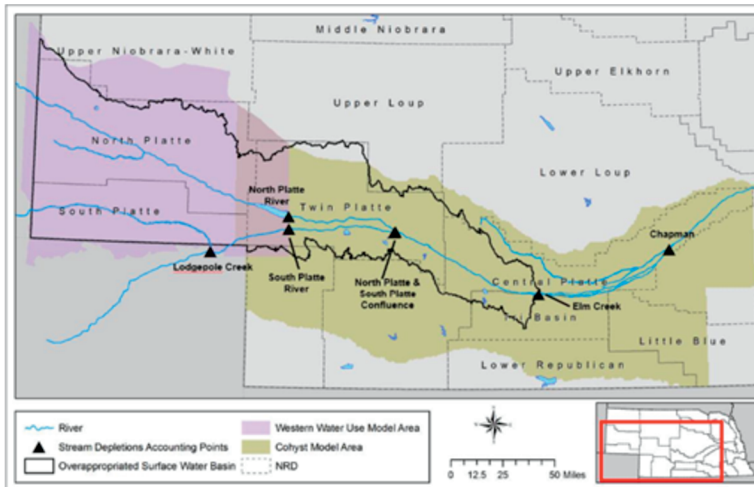 Middle Niobrara
Upper Niobrara-White
Upper Elkhorn
Upper Loup
Lower Loup
North Platte
North Platte
River
Twin Platte
South Platte
Chapman
Lodgepole Creek
South Platte
River
North Platte &
South Platte
Confluence
Central Platte
Elm Creek
Tri Basin
Little Blue
Lower Republican
River
Stream Depletions Accounting Points
Overappropriated Surface Water Basin
Western Water Use Model Area
Cohyst Model Area
NRD
0 12.5 25 50 Miles